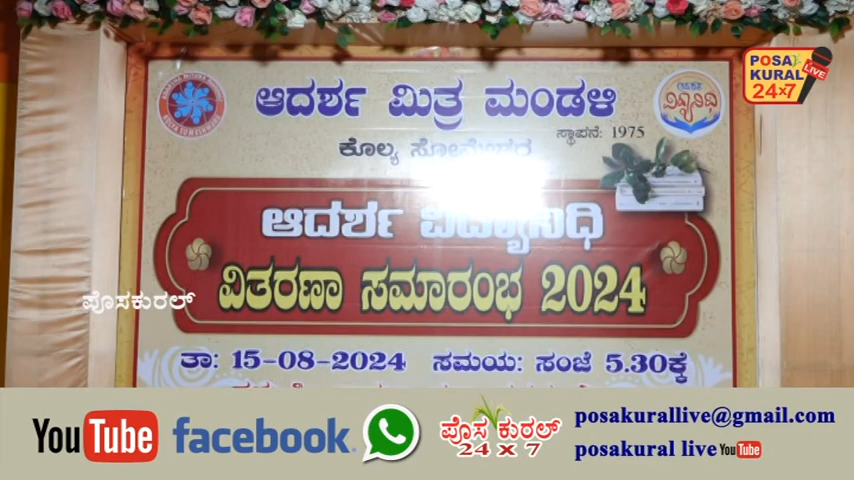 POSA
KURAL
24x7
LIVE
ಆದರ್ಶ ಮಿತ್ರ ಮಂಡಳಿ
ಸ್ಥಾಪನೆ: 1975
ಕೊಲ್ಯ ಸೋಮೇಶ್ವರ
ಆದರ್ಶ ವಿದ್ಯಾನಿಧಿ
ವಿತರಣಾ ಸಮಾರಂಭ 2024
ಪೊಸಕುರಲ್
ತಾ: 15-08-2024 ಸಮಯ: ಸಂಜೆ 5.30ಕ್ಕೆ
YouTube facebook. ಪೊಸ ಕುರಲ್
24 x 7
posakurallive@gmail.com
posakural live YouTube